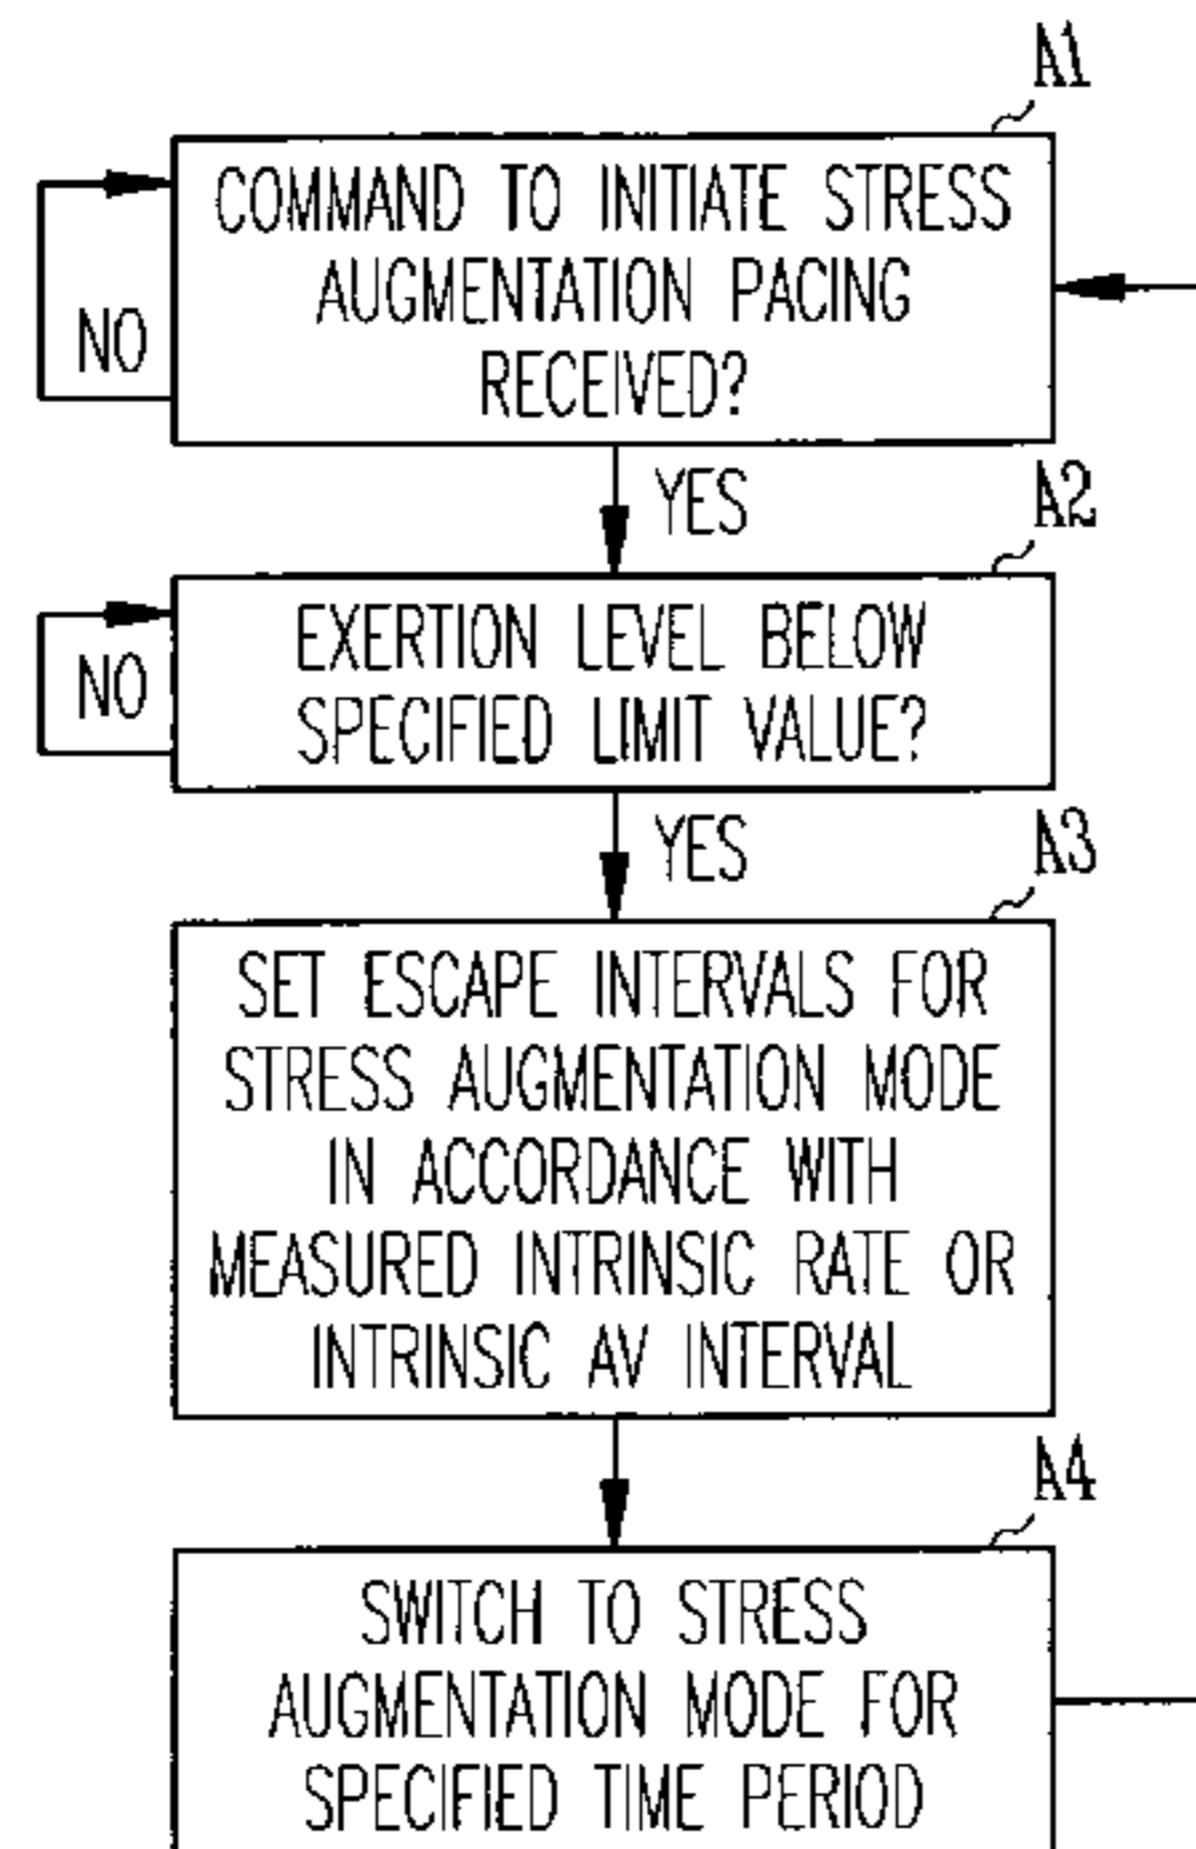 A1
COMMAND TO INITIATE STRESS
AUGMENTATION PACING
RECEIVED?
NO
YES
A2
EXERTION LEVEL BELOW
SPECIFIED LIMIT VALUE?
NO
YES
A3
SET ESCAPE INTERVALS FOR
STRESS AUGMENTATION MODE
IN ACCORDANCE WITH
MEASURED INTRINSIC RATE OR
INTRINSIC AV INTERVAL
A4
SWITCH TO STRESS
AUGMENTATION MODE FOR
SPECIFIED TIME PERIOD